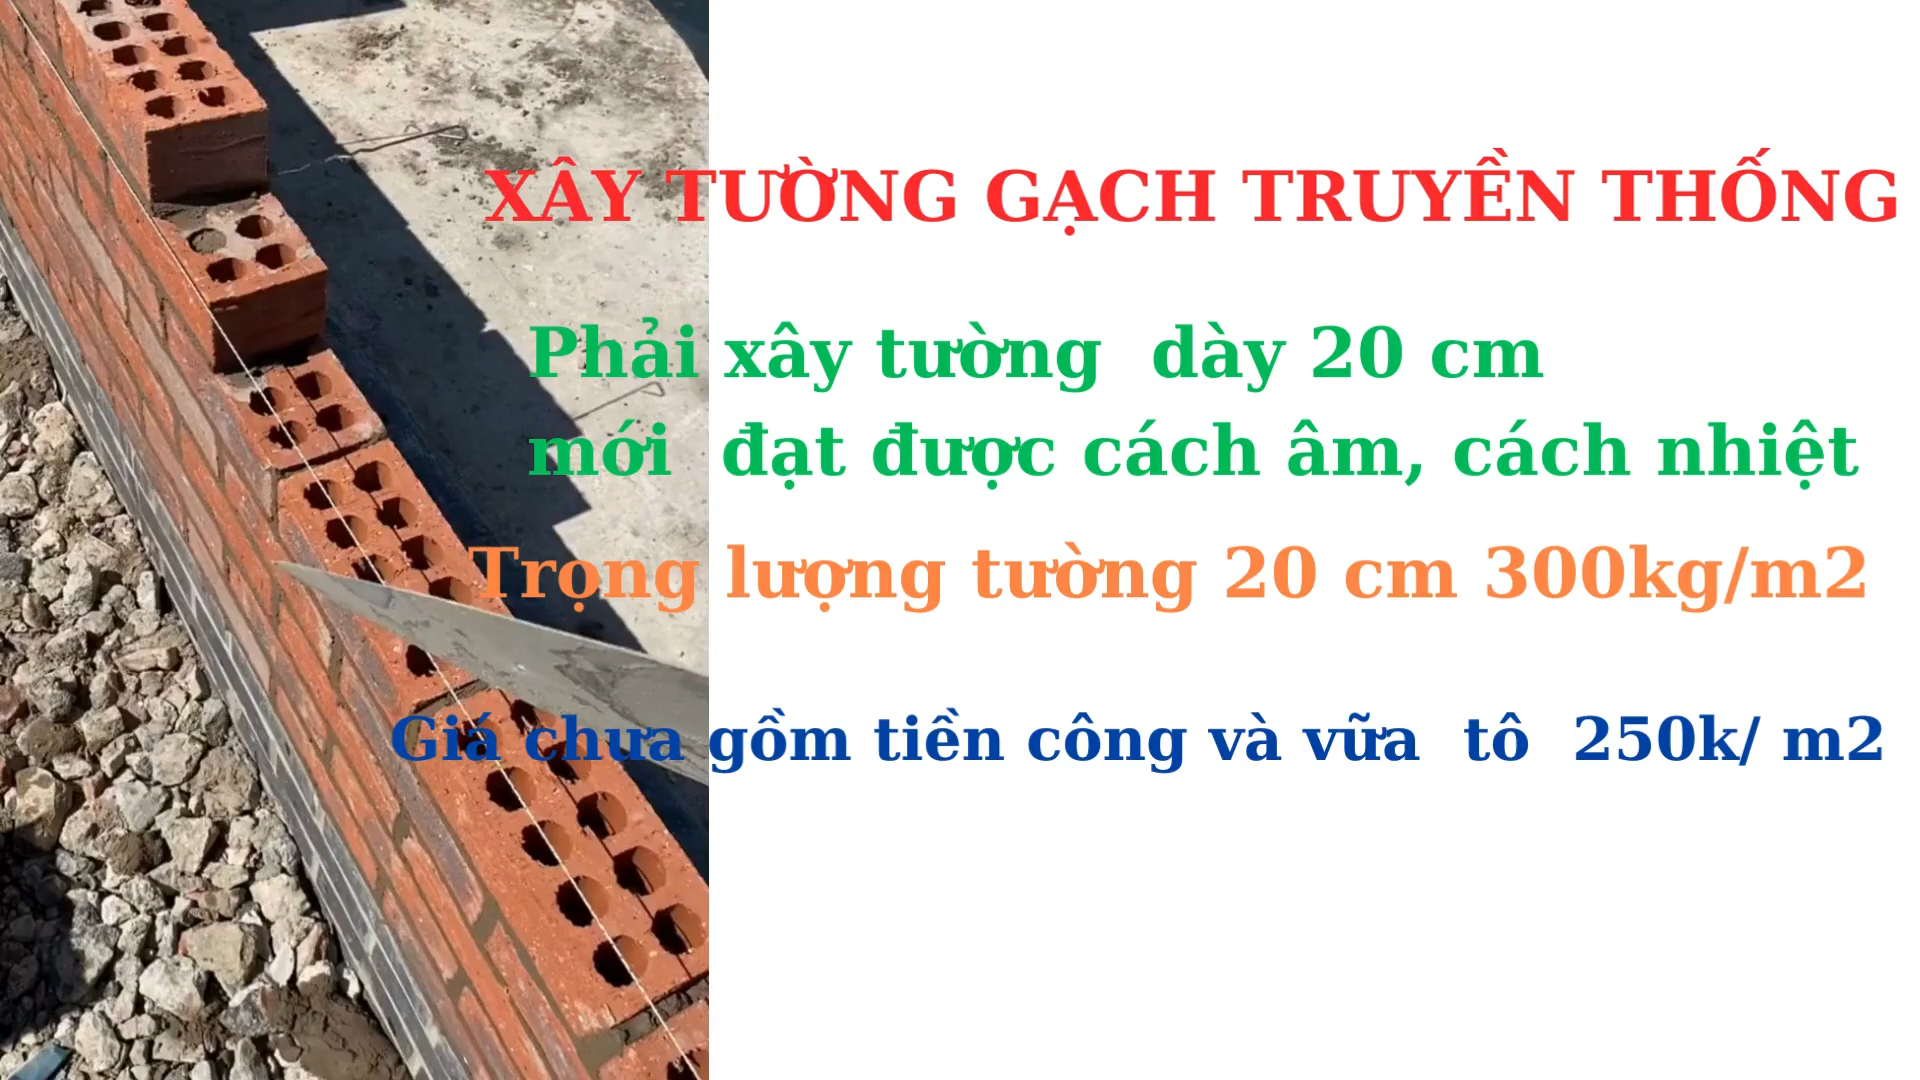 XÂY TƯỜNG GẠCH TRUYỀN THỐNG
Phải xây tường dày 20 cm
mới đạt được cách âm, cách nhiệt
Trọng lượng tường 20 cm 300kg/m2
Giá chưa gồm tiền công và vữa tô 250k/ m2